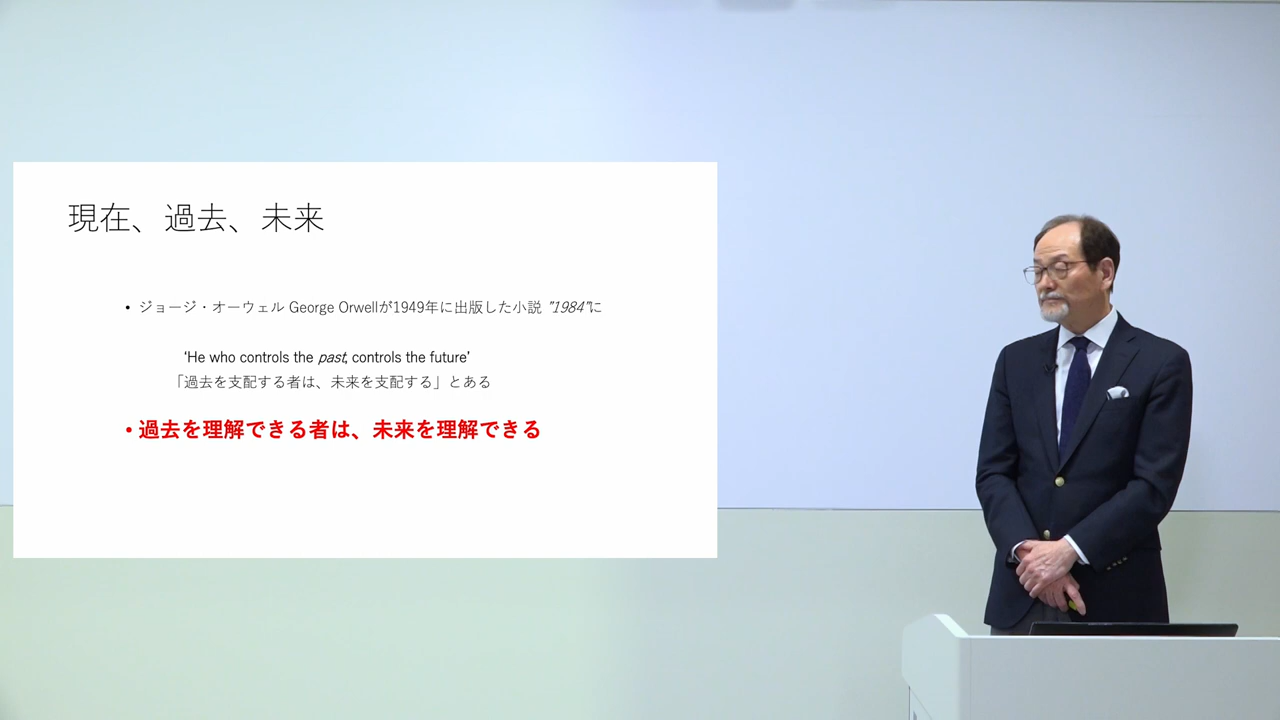 現在、過去、未来
• ジョージ・オーウェル George Orwellが1949年に出版した小説 "1984"に
‘He who controls the past, controls the future’
「過去を支配する者は、未来を支配する」とある
• 過去を理解できる者は、未来を理解できる